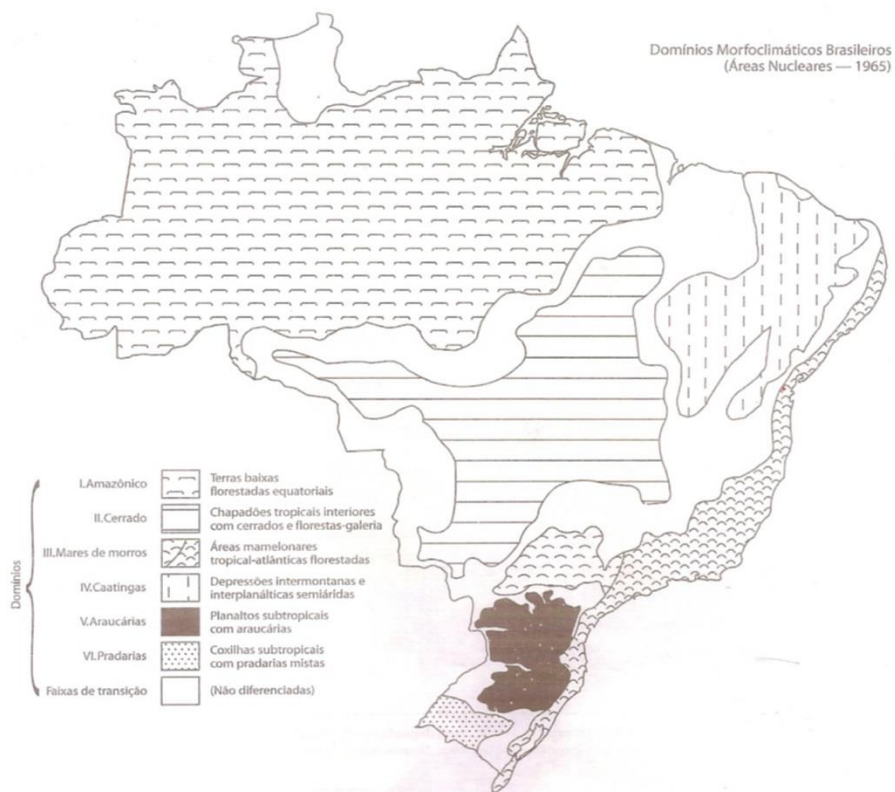 Domínios Morfoclimáticos Brasileiros
(Áreas Nucleares — 1965)
Domínios
I.Amazônico
Terras baixas
florestadas equatoriais
II.Cerrado
Chapadões tropicais interiores
com cerrados e florestas-galeria
III.Mares de morros
Áreas mamelonares
tropical-atlânticas florestadas
IV.Caatingas
Depressões intermontanas e
interplanálticas semiáridas
V.Araucárias
Planaltos subtropicais
com araucárias
VI.Pradarias
Coxilhas subtropicais
com pradarias mistas
Faixas de transição
(Não diferenciadas)